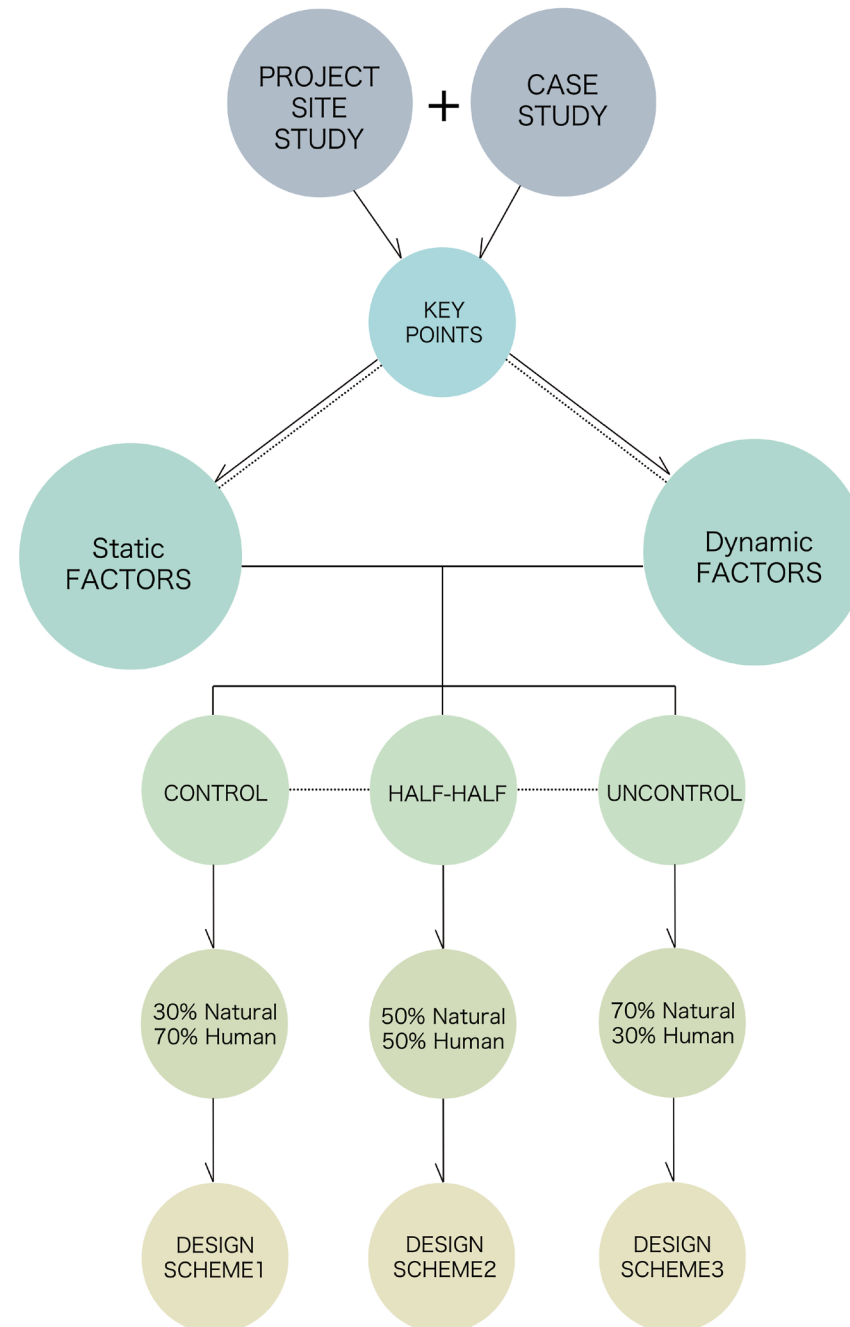 PROJECT
SITE
STUDY
+
CASE
STUDY
KEY
POINTS
Static
FACTORS
Dynamic
FACTORS
CONTROL
HALF-HALF
UNCONTROL
30% Natural
70% Human
50% Natural
50% Human
70% Natural
30% Human
DESIGN
SCHEME1
DESIGN
SCHEME2
DESIGN
SCHEME3